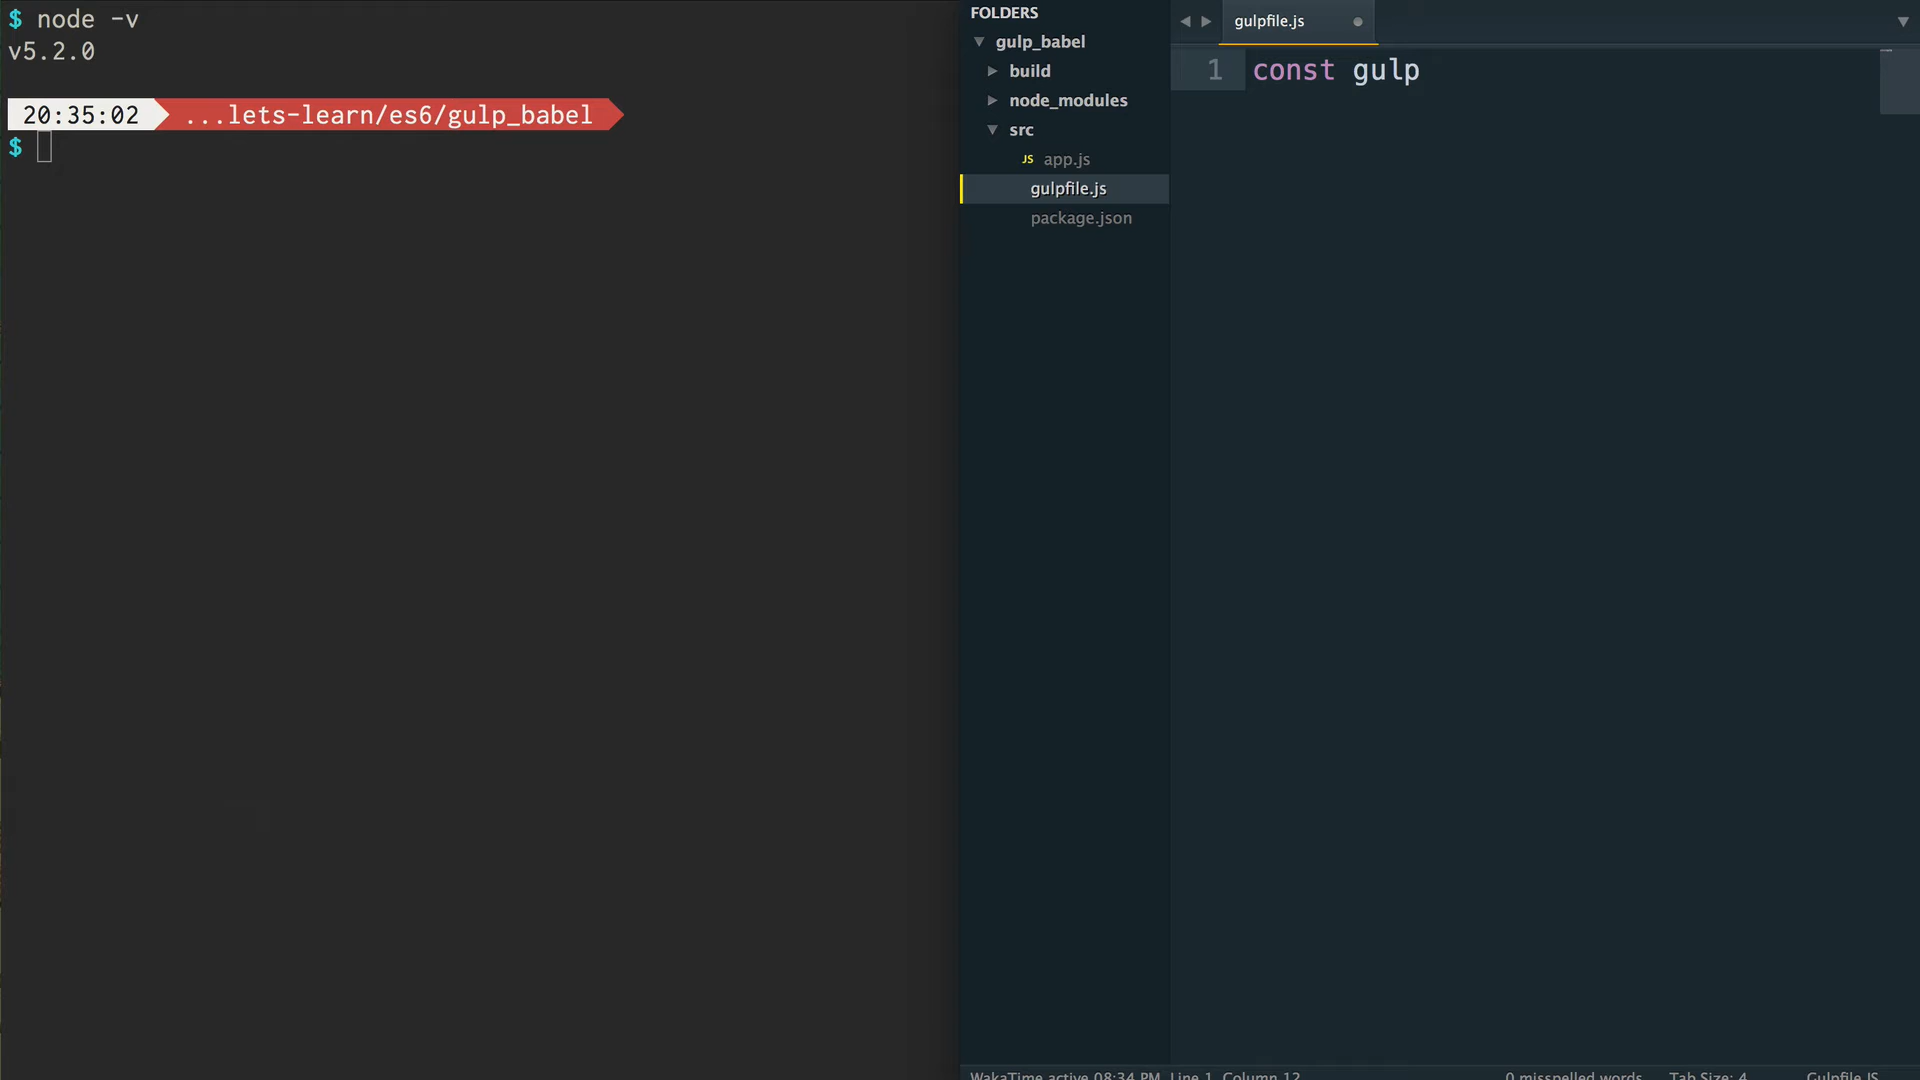 $ node -v
v5.2.0
20:35:02 ...lets-learn/es6/gulp_babel
$
FOLDERS
gulp_babel
build
node_modules
src
JS app.js
gulpfile.js
package.json
gulpfile.js
1 const gulp
WakaTime active 08:34 PM Line 1, Column 12
0 misspelled words
Tab Size: 4
Gulpfile JS